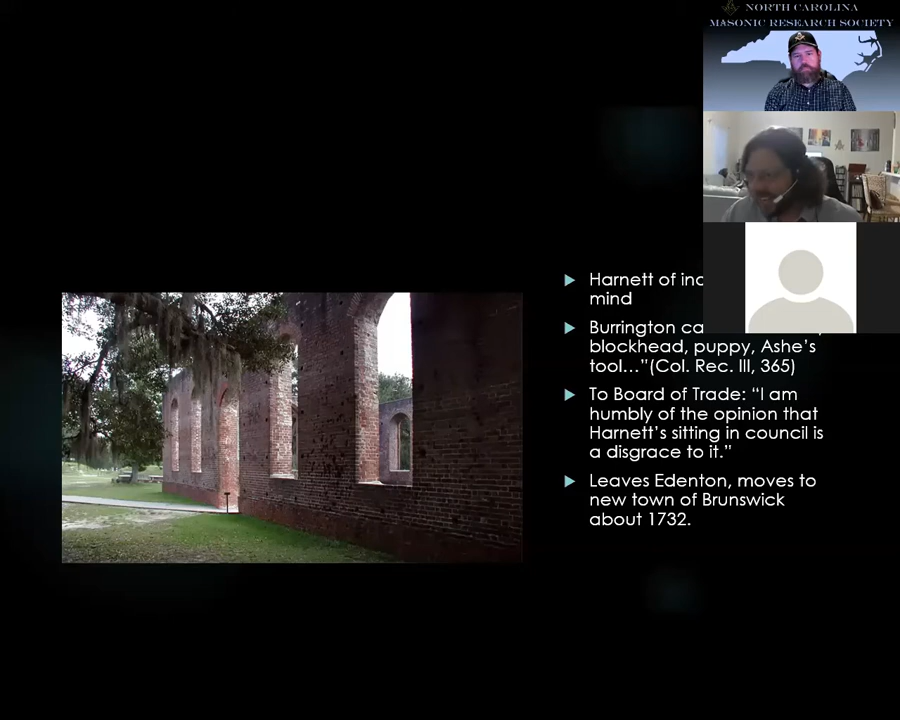 NORTH CAROLINA
MASONIC RESEARCH SOCIETY
Harnett of
mind
Burrington
blockhead, puppy, Ashe's
tool…"(Col. Rec. III, 365)
To Board of Trade: "I am
humbly of the opinion that
Harnett's sitting in council is
a disgrace to it."
Leaves Edenton, moves to
new town of Brunswick
about 1732.